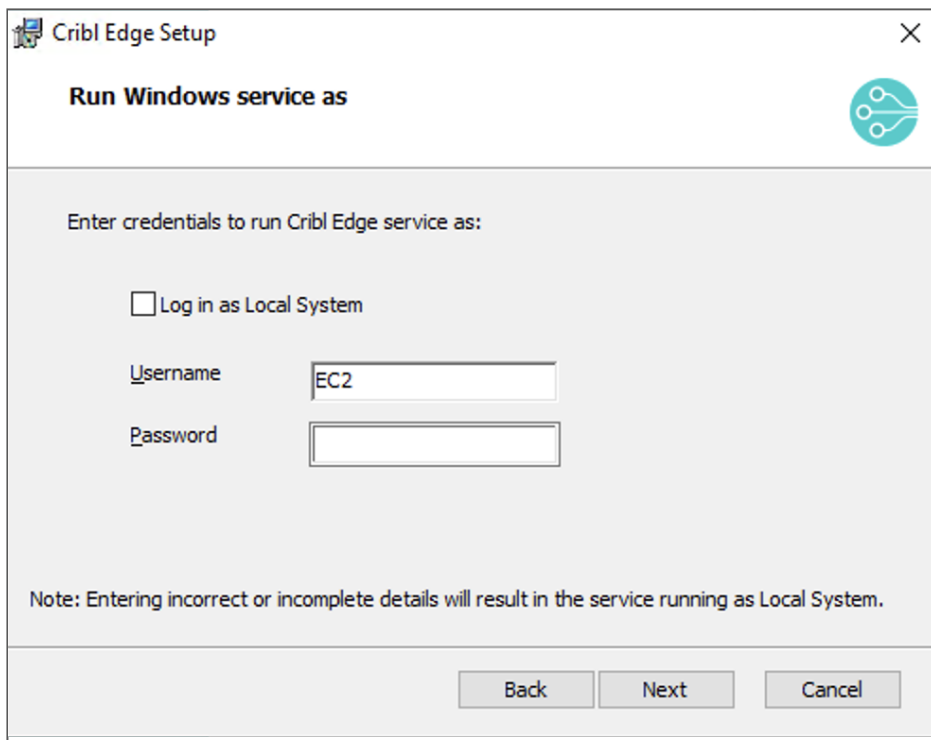 Cribl Edge Setup
Run Windows service as
Enter credentials to run Cribl Edge service as:
Log in as Local System
Username
EC2
Password
Note: Entering incorrect or incomplete details will result in the service running as Local System.
Back Next Cancel